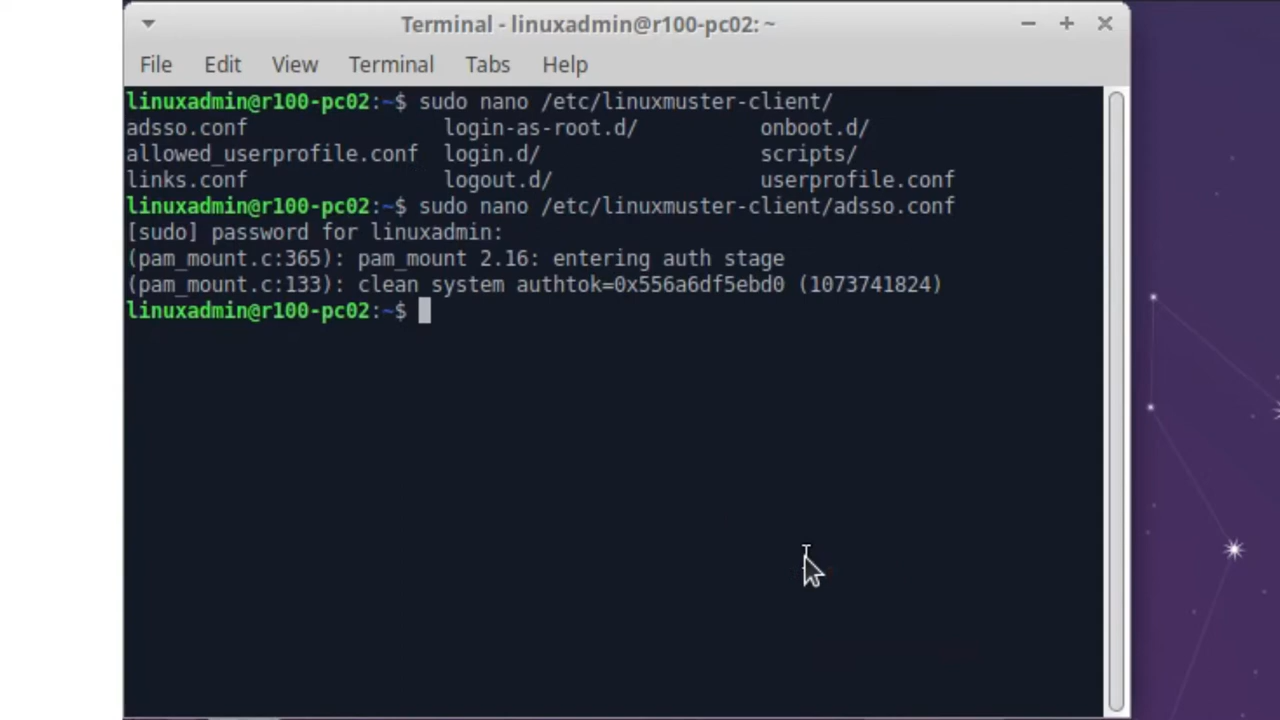 Terminal - linuxadmin@r100-pc02: ~
File Edit View Terminal Tabs Help
linuxadmin@r100-pc02:~$ sudo nano /etc/linuxmuster-client/
adsso.conf login-as-root.d/ onboot.d/
allowed_userprofile.conf login.d/ scripts/
links.conf logout.d/ userprofile.conf
linuxadmin@r100-pc02:~$ sudo nano /etc/linuxmuster-client/adsso.conf
[sudo] password for linuxadmin:
(pam_mount.c:365): pam_mount 2.16: entering auth stage
(pam_mount.c:133): clean system authtok=0x556a6df5ebd0 (1073741824)
linuxadmin@r100-pc02:~$